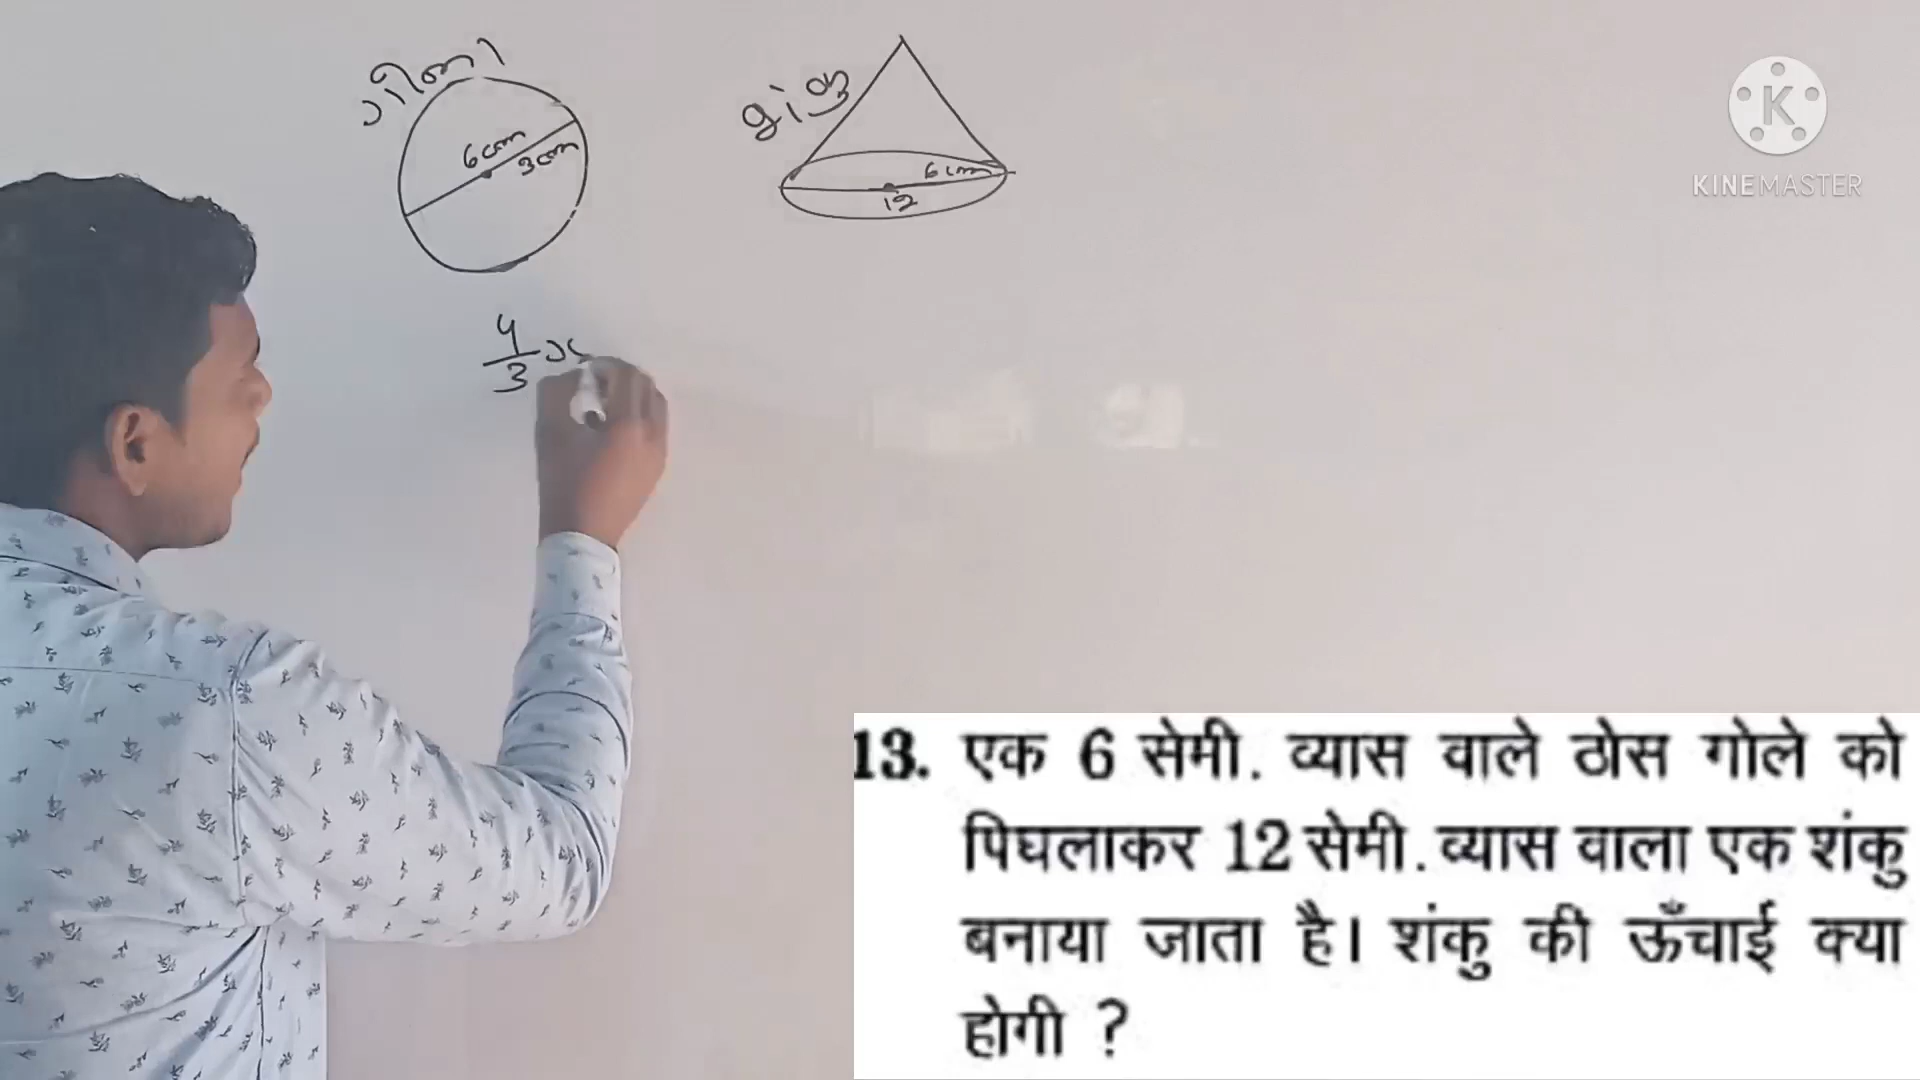 गोला
6cm
3cm
शंकु
6cm
12
4
3
KINEMASTER
13. एक 6 सेमी. व्यास वाले ठोस गोले को
पिघलाकर 12 सेमी. व्यास वाला एक शंकु
बनाया जाता है। शंकु की ऊँचाई क्या
होगी ?